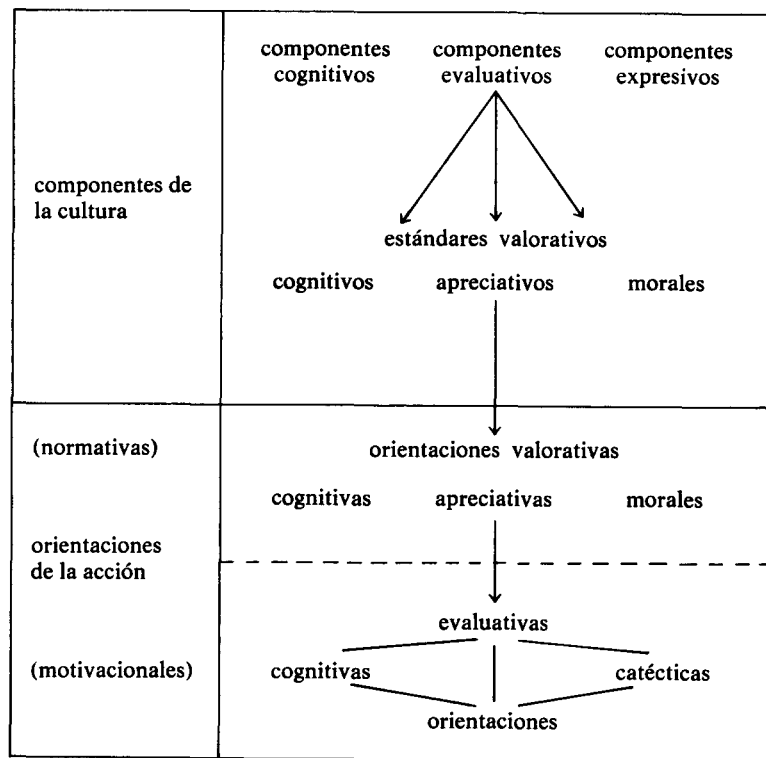 componentes componentes componentes
cognitivos evaluativos expresivos
componentes de
la cultura
estándares valorativos
cognitivos apreciativos morales
(normativas) orientaciones valorativas
cognitivas apreciativas morales
orientaciones
de la acción
evaluativas
(motivacionales) cognitivas catécticas
orientaciones